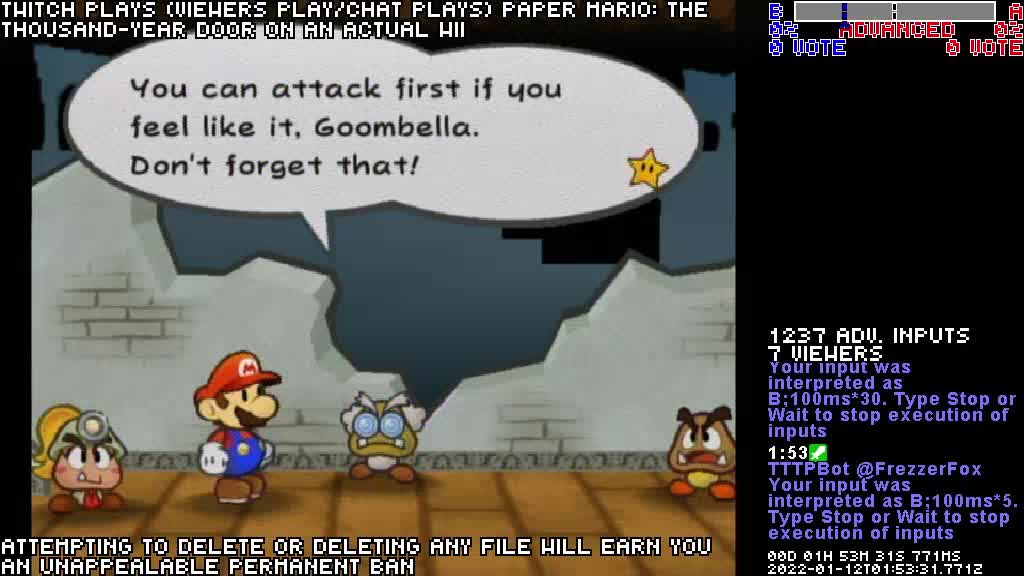 TWITCH PLAYS (VIEWERS PLAY/CHAT PLAYS) PAPER MARIO: THE
THOUSAND-YEAR DOOR ON AN ACTUAL WII
B
A
0%
ADVANCED
0%
0 VOTE
0 VOTE
You can attack first if you
feel like it, Goombella.
Don't forget that!
M
1237 ADV. INPUTS
7 VIEWERS
Your input was
interpreted as
B;100ms*30. Type Stop or
Wait to stop execution of
inputs
1:53
TTTPBot @FrezzerFox
Your input was
interpreted as B;100ms*5.
Type Stop or Wait to stop
execution of inputs
00D 01H 53M 31S 771MS
2022-01-12T01:53:31.771Z
ATTEMPTING TO DELETE OR DELETING ANY FILE WILL EARN YOU
AN UNAPPEALABLE PERMANENT BAN